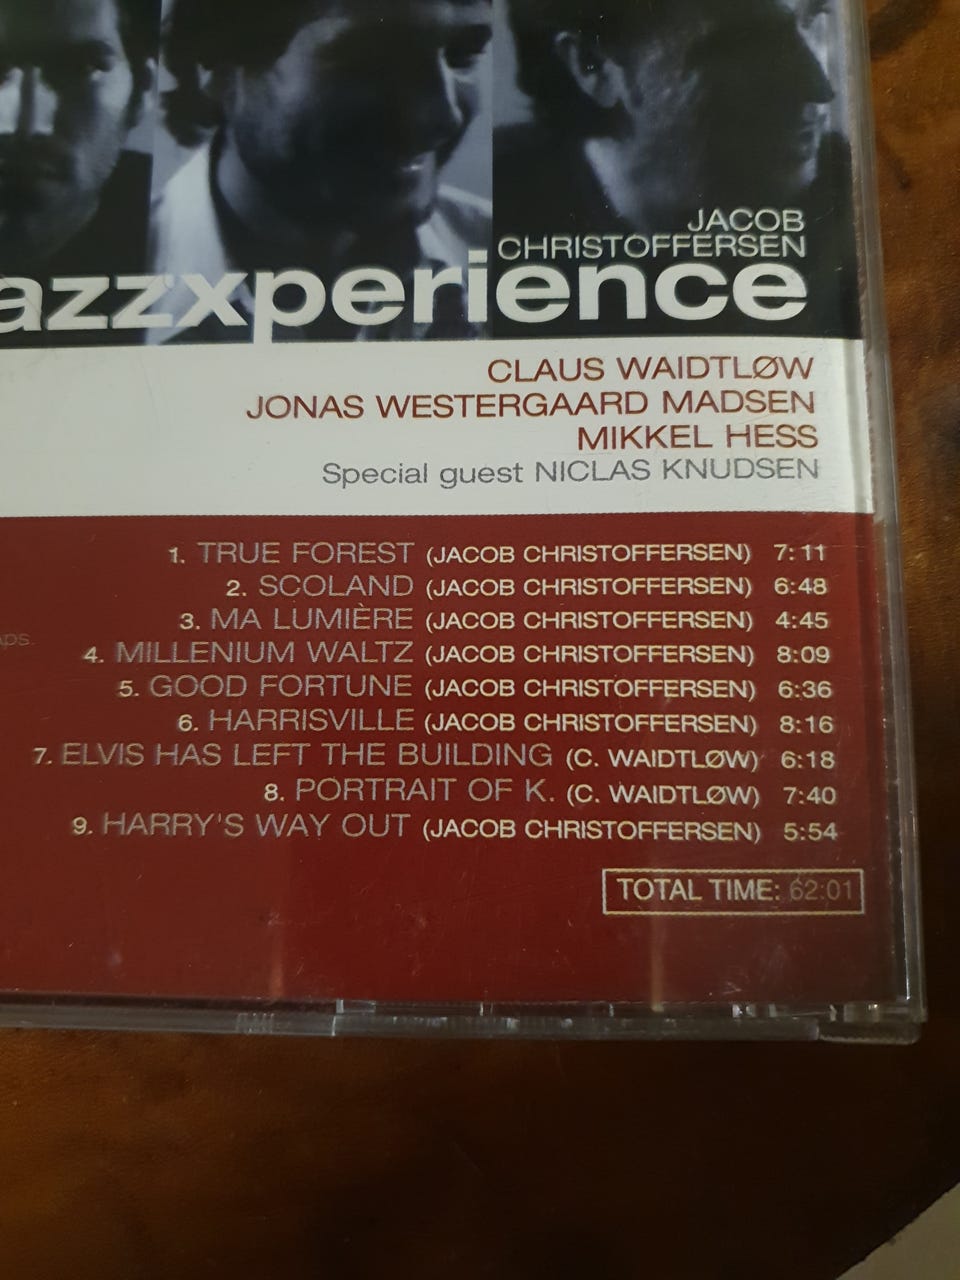 JACOB
CHRISTOFFERSEN
azzxperience
CLAUS WAIDTLØW
JONAS WESTERGAARD MADSEN
MIKKEL HESS
Special guest NICLAS KNUDSEN
1. TRUE FOREST (JACOB CHRISTOFFERSEN) 7:11
2. SCOLAND (JACOB CHRISTOFFERSEN) 6:48
3. MA LUMIÈRE (JACOB CHRISTOFFERSEN) 4:45
4. MILLENIUM WALTZ (JACOB CHRISTOFFERSEN) 8:09
5. GOOD FORTUNE (JACOB CHRISTOFFERSEN) 6:36
6. HARRISVILLE (JACOB CHRISTOFFERSEN) 8:16
7. ELVIS HAS LEFT THE BUILDING (C. WAIDTLØW) 6:18
8. PORTRAIT OF K. (C. WAIDTLØW) 7:40
9. HARRY'S WAY OUT (JACOB CHRISTOFFERSEN) 5:54
TOTAL TIME: 62:01